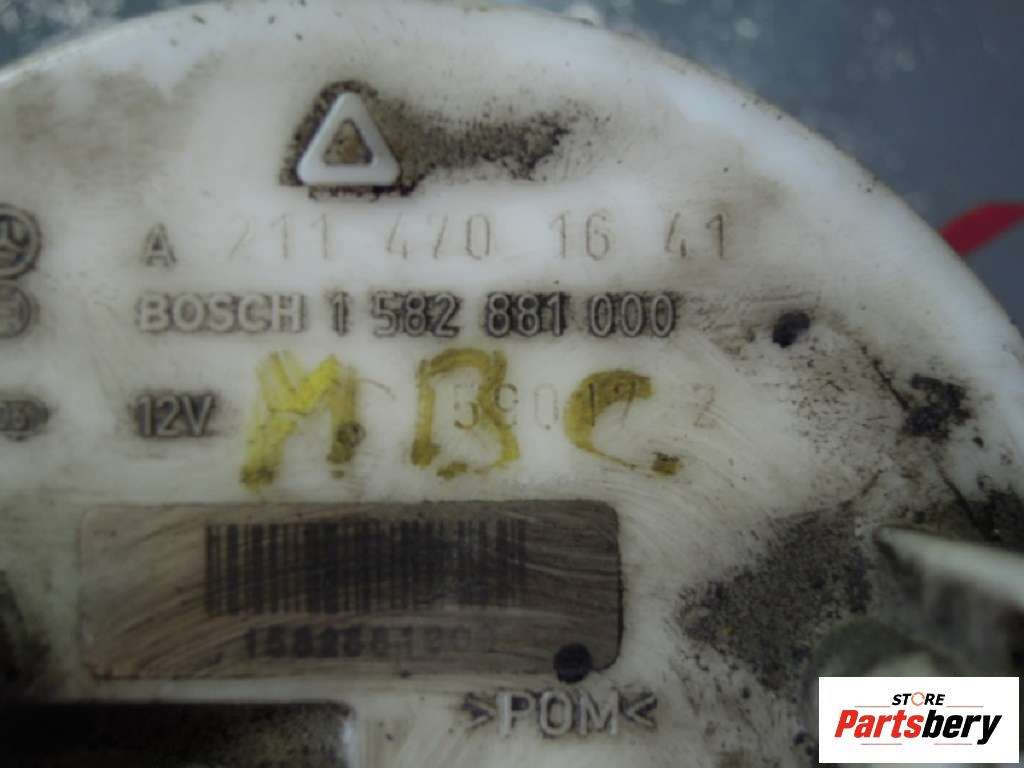 A 211 470 16 41
BOSCH 1 582 881 000
12V
MBC
>POM<
STORE
Partsbery